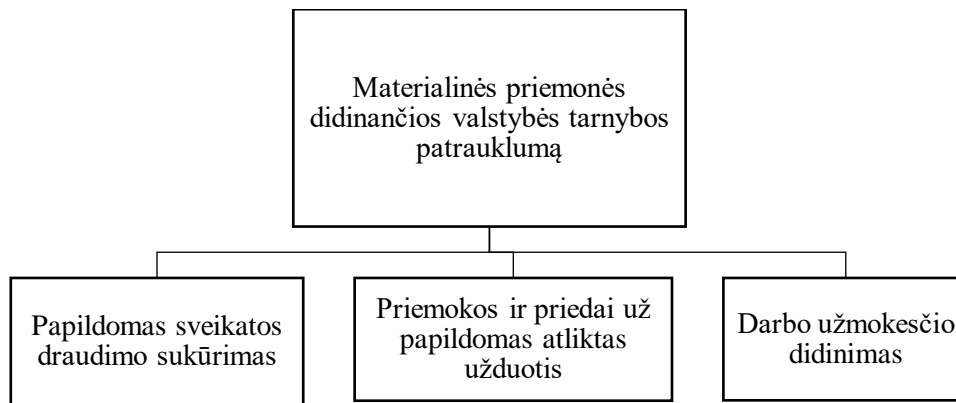 Materialinės priemonės
didinančios valstybės tarnybos
patrauklumą
Papildomas sveikatos
draudimo sukūrimas
Priemokos ir priedai už
papildomas atliktas
užduotis
Darbo užmokesčio
didinimas